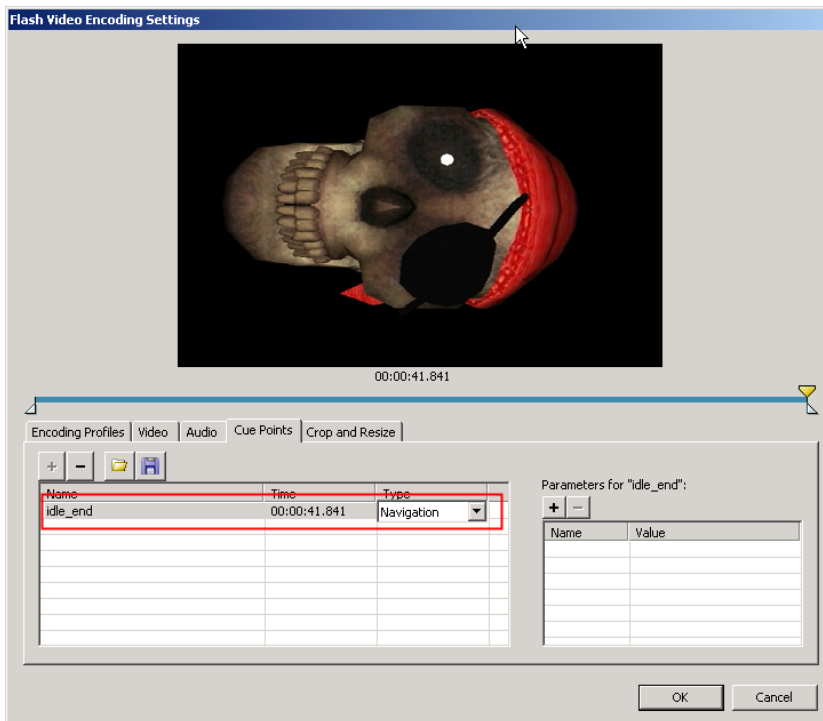 Flash Video Encoding Settings
00:00:41.841
Encoding Profiles Video Audio Cue Points Crop and Resize
Name Time Type
idle_end 00:00:41.841 Navigation
Parameters for "idle_end":
Name Value
OK Cancel